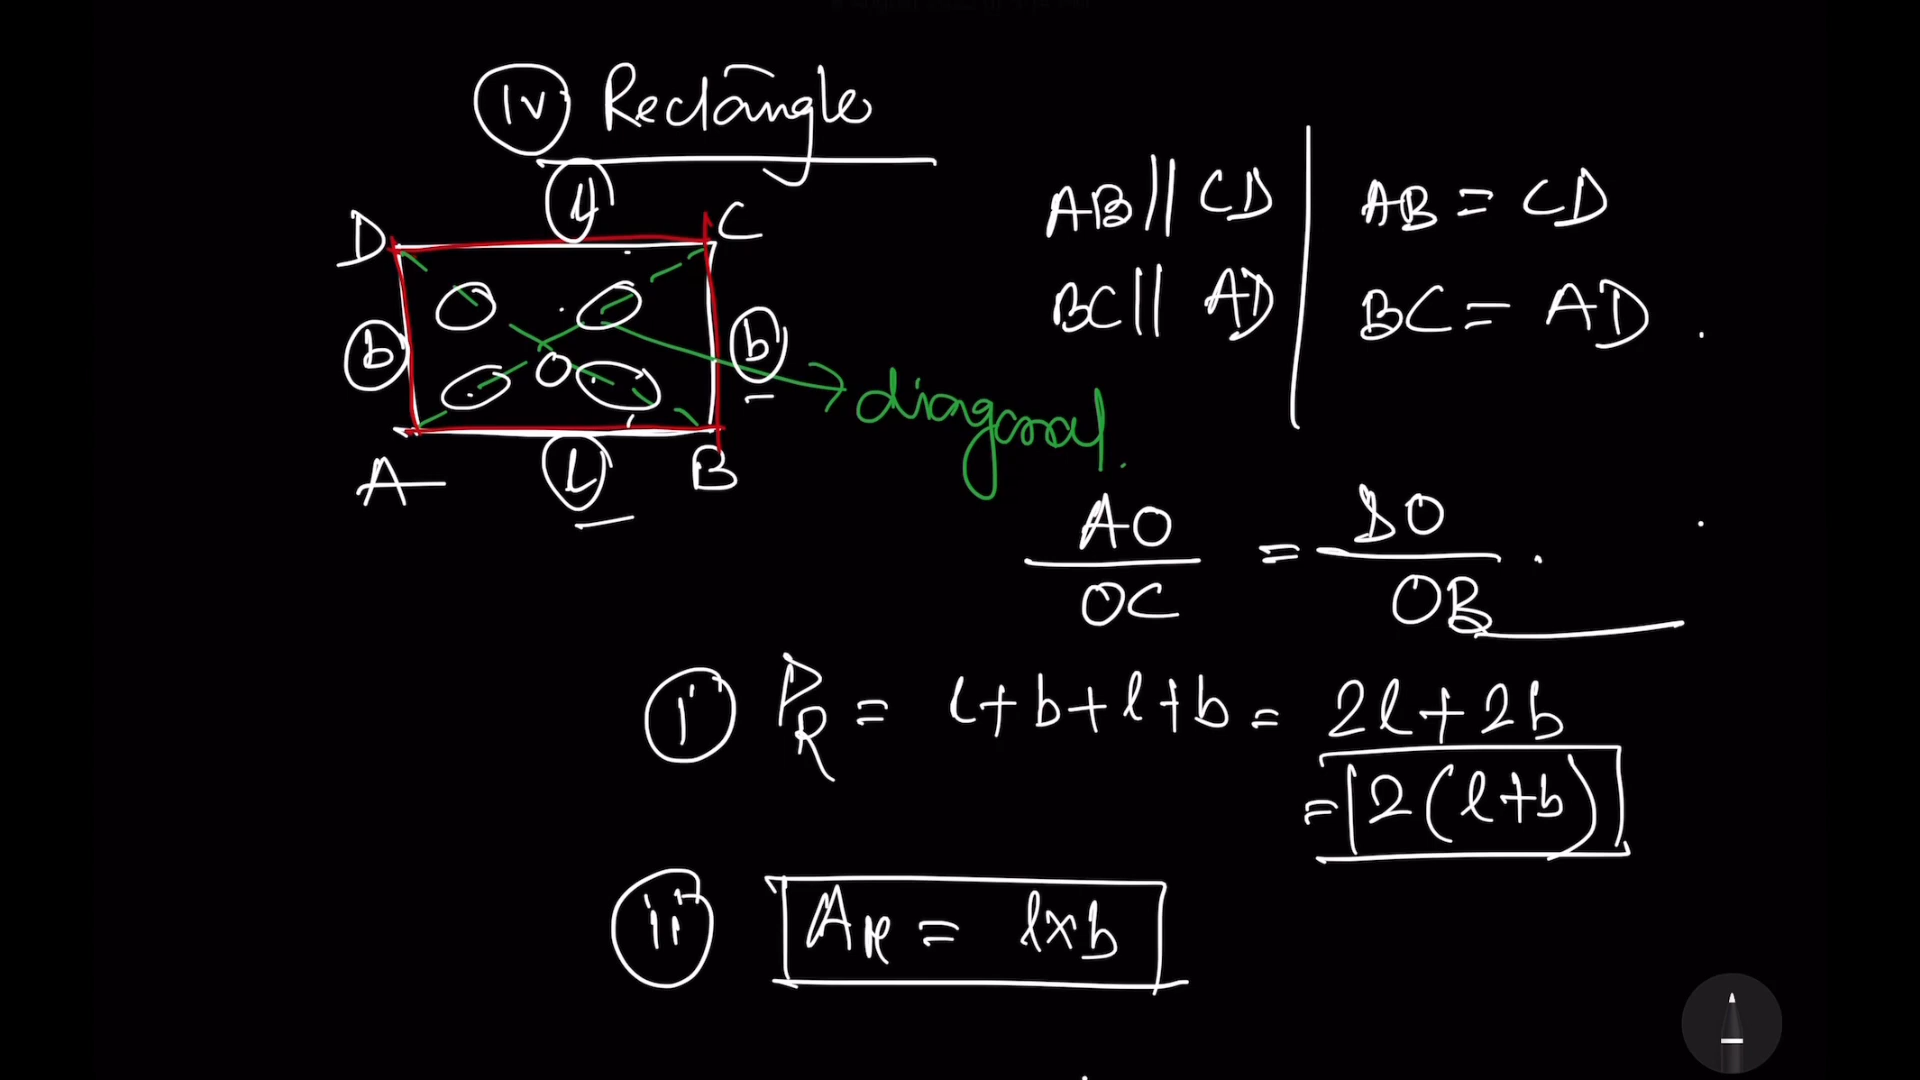 iv Rectangle
l
D C
b b
O
A l B
diagonal.
AB || CD | AB = CD
BC || AD | BC = AD .
AO/OC = DO/OB .
i P_R = l+b+l+b = 2l+2b
= 2(l+b)
ii A_R = l×b